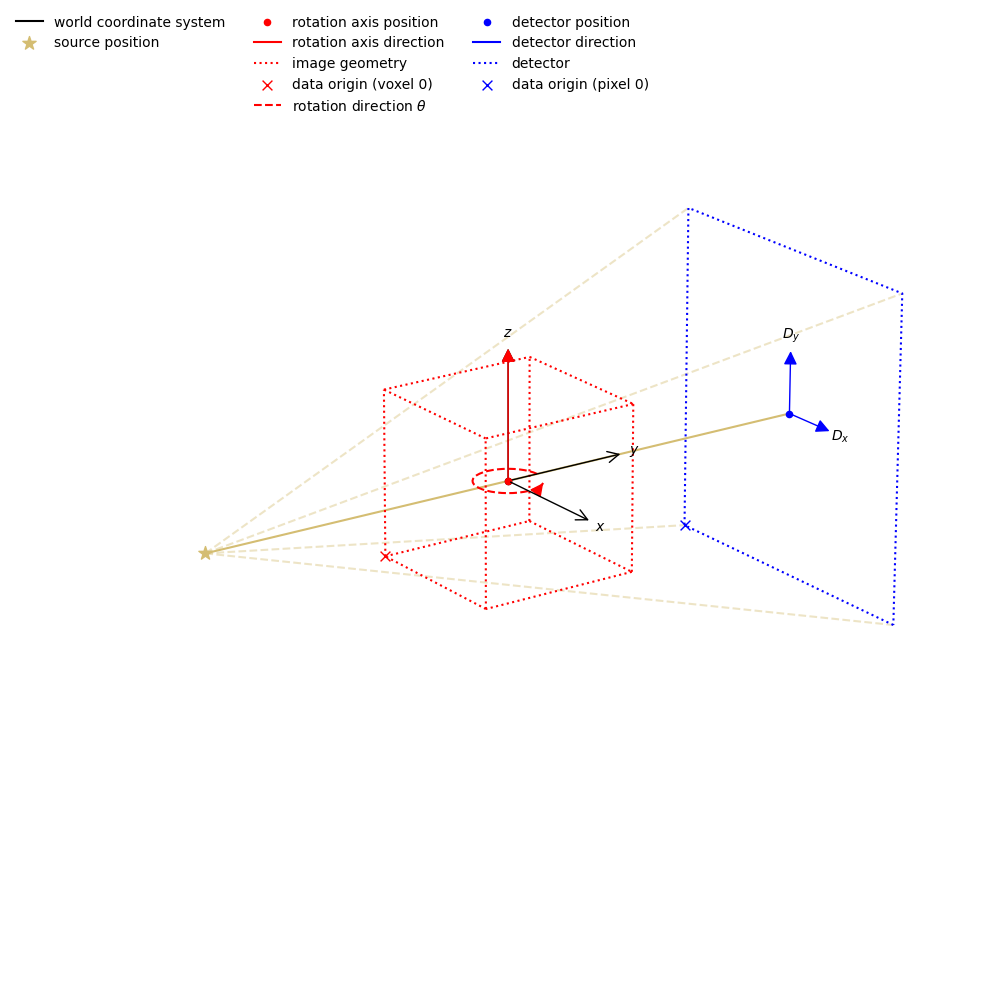 world coordinate system
source position
rotation axis position
rotation axis direction
image geometry
data origin (voxel 0)
rotation direction θ
detector position
detector direction
detector
data origin (pixel 0)
z
y
x
D_y
D_x